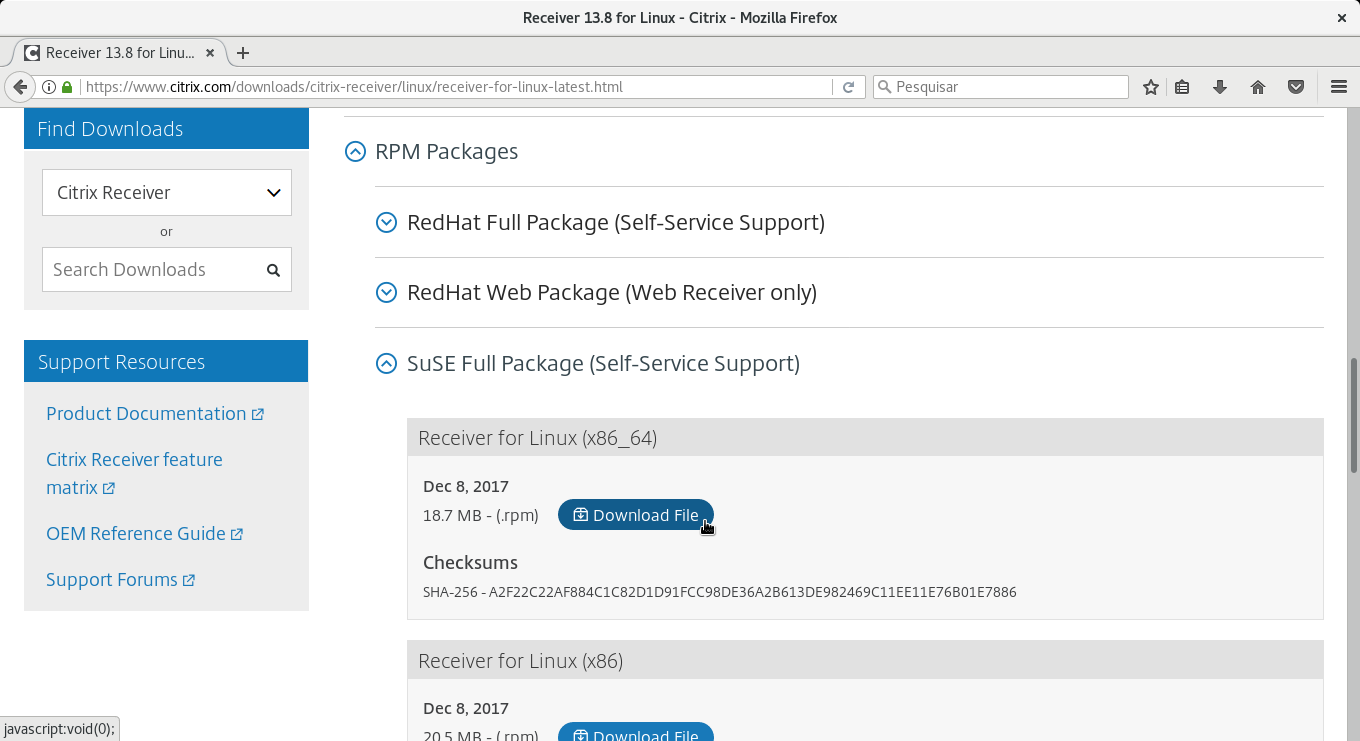 Receiver 13.8 for Linux - Citrix - Mozilla Firefox
Receiver 13.8 for Linu...
https://www.citrix.com/downloads/citrix-receiver/linux/receiver-for-linux-latest.html
Pesquisar
Find Downloads
Citrix Receiver
or
Search Downloads
Support Resources
Product Documentation
Citrix Receiver feature
matrix
OEM Reference Guide
Support Forums
RPM Packages
RedHat Full Package (Self-Service Support)
RedHat Web Package (Web Receiver only)
SuSE Full Package (Self-Service Support)
Receiver for Linux (x86_64)
Dec 8, 2017
18.7 MB - (.rpm) Download File
Checksums
SHA-256 - A2F22C22AF884C1C82D1D91FCC98DE36A2B613DE982469C11EE11E76B01E7886
Receiver for Linux (x86)
Dec 8, 2017
20.5 MB - (.rpm) Download File
javascript:void(0);